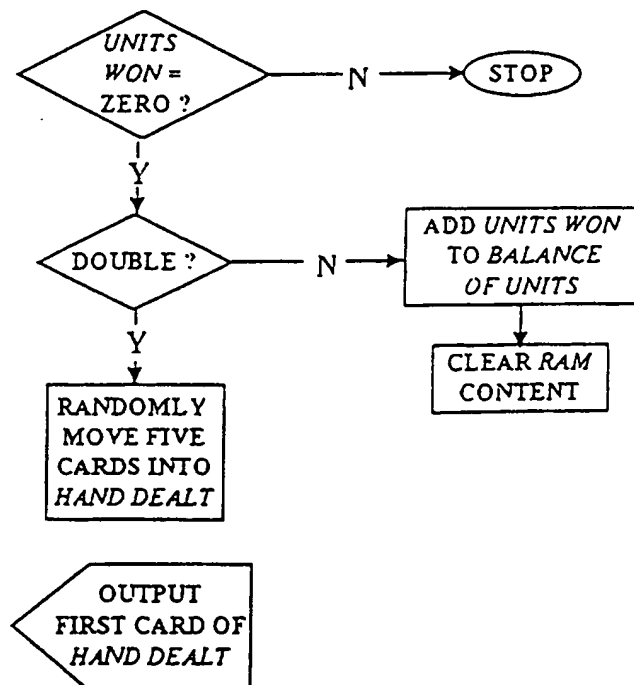 UNITS
WON =
ZERO ?
N
STOP
Y
DOUBLE ?
N
ADD UNITS WON
TO BALANCE
OF UNITS
Y
CLEAR RAM
CONTENT
RANDOMLY
MOVE FIVE
CARDS INTO
HAND DEALT
OUTPUT
FIRST CARD OF
HAND DEALT